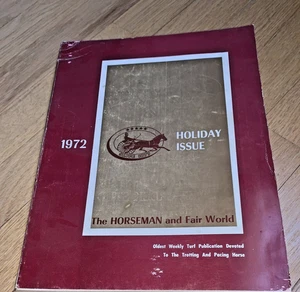 1972
HOLIDAY
ISSUE
The HORSEMAN and Fair World
Oldest Weekly Turf Publication Devoted
To The Trotting And Pacing Horse